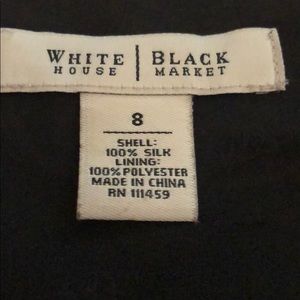 WHITE | BLACK
HOUSE | MARKET
8
SHELL:
100% SILK
LINING:
100% POLYESTER
MADE IN CHINA
RN 111459